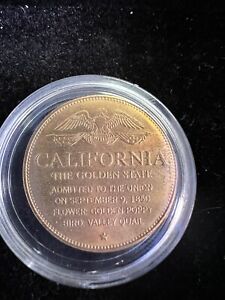 CALIFORNIA
THE GOLDEN STATE
ADMITTED TO THE UNION
ON SEPTEMBER 9, 1850
FLOWER, GOLDEN POPPY
BIRD, VALLEY QUAIL